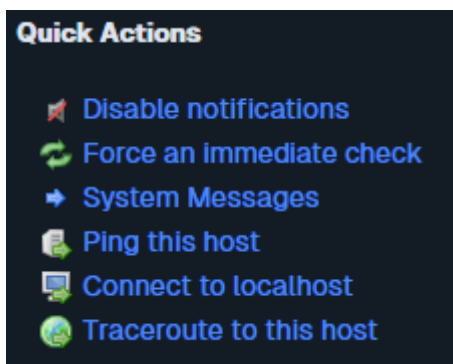 Quick Actions
Disable notifications
Force an immediate check
System Messages
Ping this host
Connect to localhost
Traceroute to this host